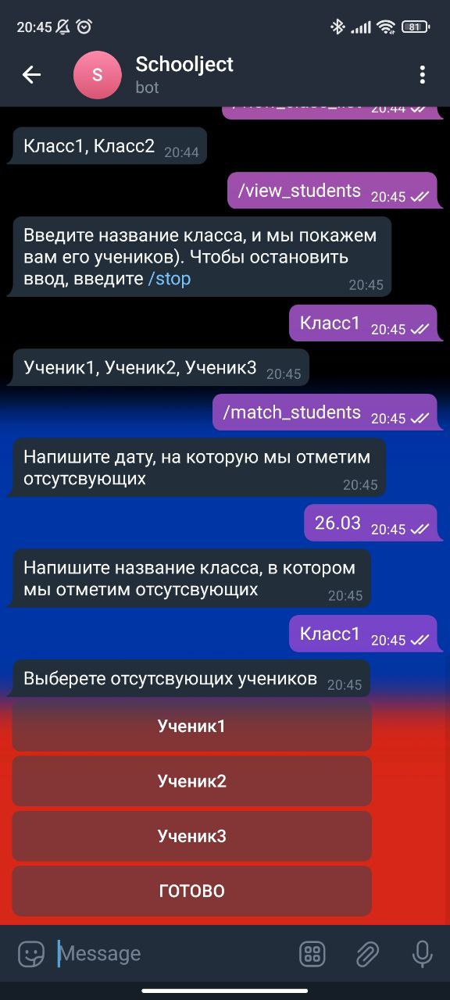 20:45
81
S
Schoolject
bot
20:44
Класс1, Класс2 20:44
/view_students 20:45
Введите название класса, и мы покажем
вам его учеников). Чтобы остановить
ввод, введите /stop 20:45
Класс1 20:45
Ученик1, Ученик2, Ученик3 20:45
/match_students 20:45
Напишите дату, на которую мы отметим
отсутсвующих 20:45
26.03 20:45
Напишите название класса, в котором
мы отметим отсутсвующих 20:45
Класс1 20:45
Выберете отсутсвующих учеников 20:45
Ученик1
Ученик2
Ученик3
ГОТОВО
Message